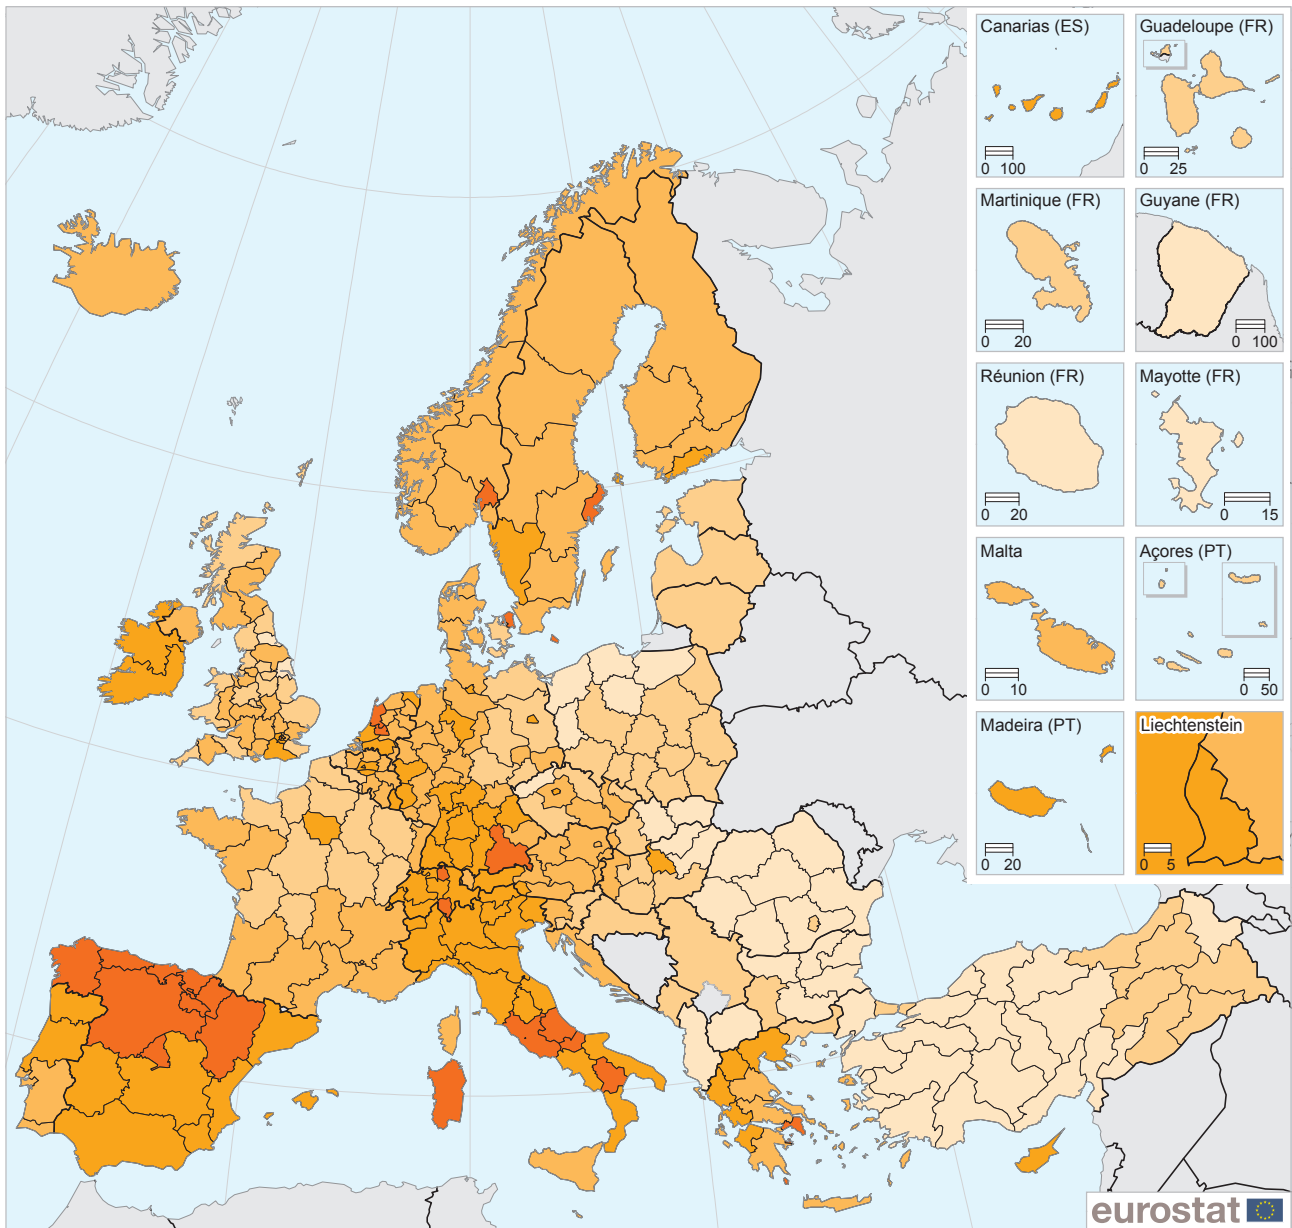 Canarias (ES)
0 100
Guadeloupe (FR)
0 25
Martinique (FR)
0 20
Guyane (FR)
0 100
Réunion (FR)
0 20
Mayotte (FR)
0 15
Malta
0 10
Açores (PT)
0 50
Madeira (PT)
0 20
Liechtenstein
0 5
eurostat